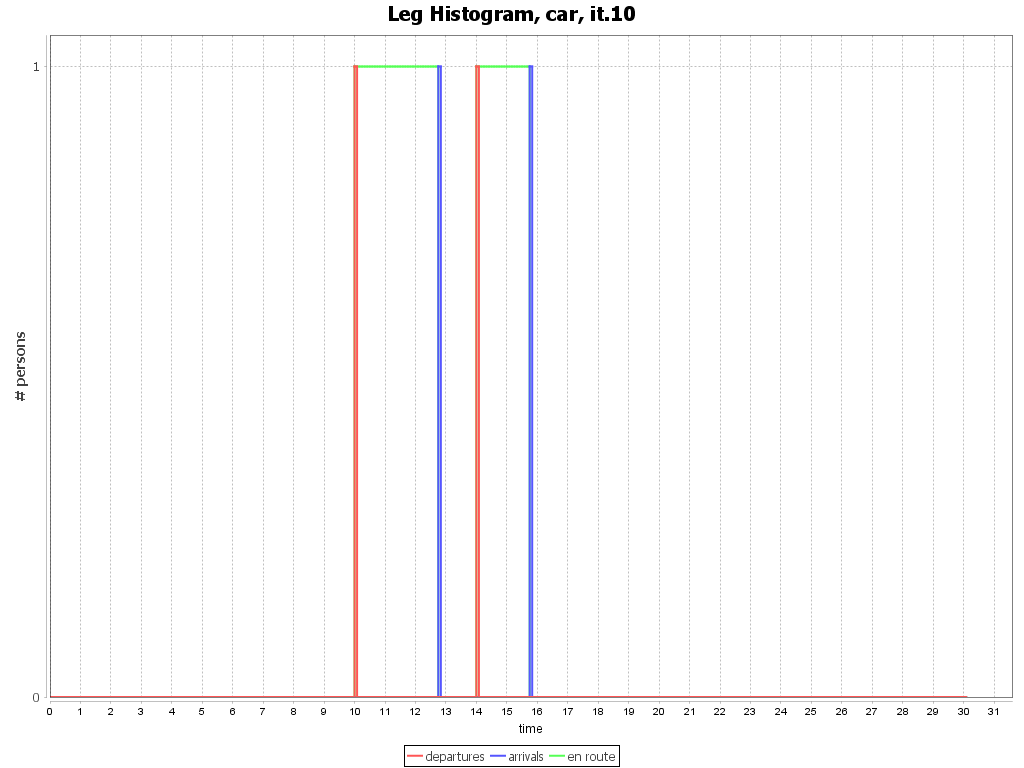 Leg Histogram, car, it.10
# persons
1
0
0 1 2 3 4 5 6 7 8 9 10 11 12 13 14 15 16 17 18 19 20 21 22 23 24 25 26 27 28 29 30 31
time
departures arrivals en route